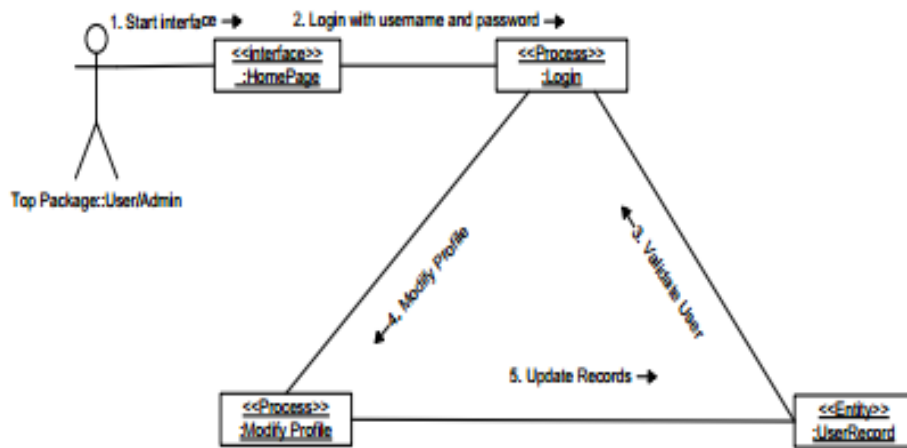 1. Start interface →
2. Login with username and password →
<<interface>>
:HomePage
<<Process>>
:Login
Top Package::User/Admin
←3. Validate User
←4. Modify Profile
5. Update Records →
<<Process>>
:Modify Profile
<<Entity>>
:UserRecord